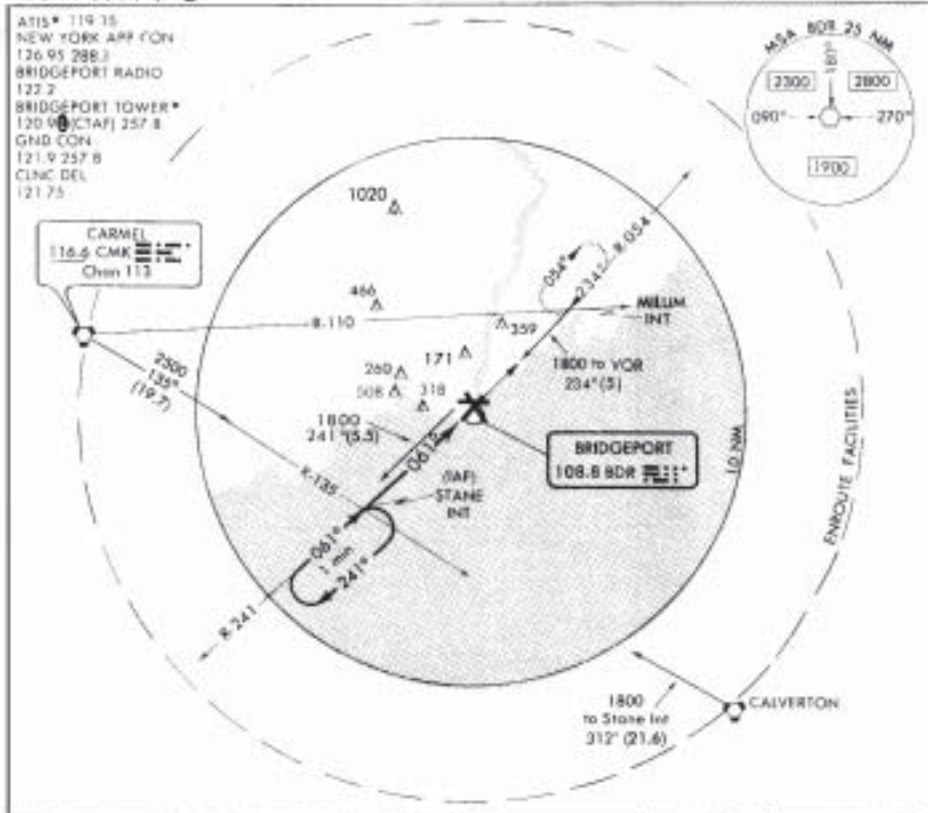 ATIS* 119.15
NEW YORK APP CON
126.95 288.1
BRIDGEPORT RADIO
122.2
BRIDGEPORT TOWER*
120.9 (CTAF) 257.8
GND CON
121.9 257.8
CLNC DEL
121.75
MSA BDR 25 NM
180°
2300
2800
090°
270°
1900
1020
CARMEL
116.6 CMK
Chan 113
R-054
054°
234°
466
MILUM
INT
R-110
359
2500
135°
(19.7)
171
1800 to VOR
234° (5)
260
508
318
1800
241° (5.5)
061°
BRIDGEPORT
108.8 BDR
10 NM
R-135
(IAF)
STANE
INT
ENROUTE FACILITIES
061°
1 min
241°
R-241
CALVERTON
1800
to Stane Int
312° (21.6)